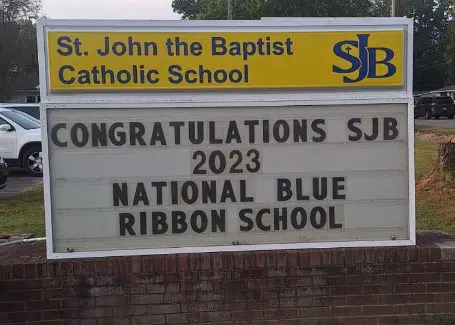 St. John the Baptist
Catholic School
SJB
CONGRATULATIONS SJB
2023
NATIONAL BLUE
RIBBON SCHOOL